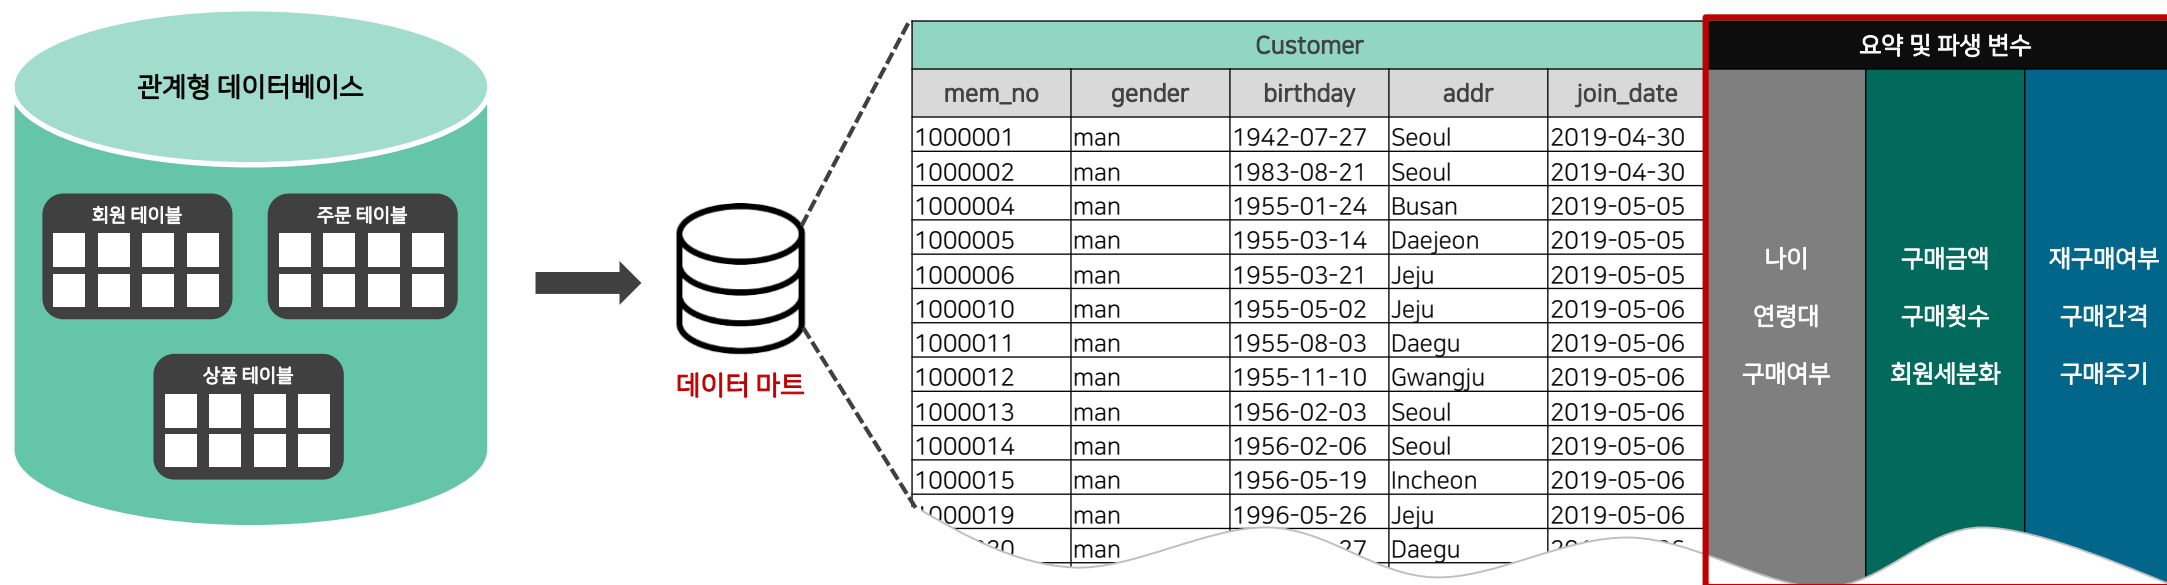 관계형 데이터베이스
회원 테이블
주문 테이블
상품 테이블
데이터 마트
Customer
요약 및 파생 변수
mem_no gender birthday addr join_date
1000001 man 1942-07-27 Seoul 2019-04-30
1000002 man 1983-08-21 Seoul 2019-04-30
1000004 man 1955-01-24 Busan 2019-05-05
1000005 man 1955-03-14 Daejeon 2019-05-05
1000006 man 1955-03-21 Jeju 2019-05-05
1000010 man 1955-05-02 Jeju 2019-05-06
1000011 man 1955-08-03 Daegu 2019-05-06
1000012 man 1955-11-10 Gwangju 2019-05-06
1000013 man 1956-02-03 Seoul 2019-05-06
1000014 man 1956-02-06 Seoul 2019-05-06
1000015 man 1956-05-19 Incheon 2019-05-06
1000019 man 1996-05-26 Jeju 2019-05-06
man Daegu
나이 구매금액 재구매여부
연령대 구매횟수 구매간격
구매여부 회원세분화 구매주기